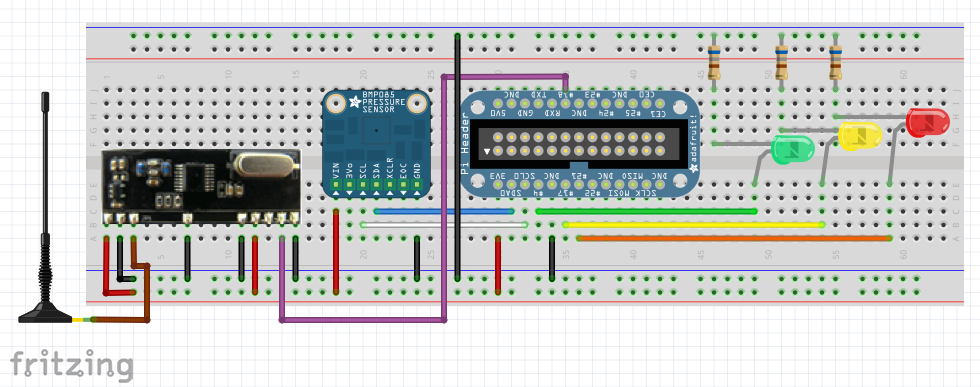 BMP085
PRESSURE
SENSOR
VIN
3Vo
SCL
SDA
XCLR
EOC
GND
Pi Header
adafruit!
DNC TXD #18 #23 DNC CE0
5V0 GND RXD DNC #24 #25 CE1
3V3 SCL0 DNC #27 DNC MISO DNC
SDA0 #4 #22 MOSI SCLK
1 5 10 15 20 25 35 40 45 50 55 60
fritzing